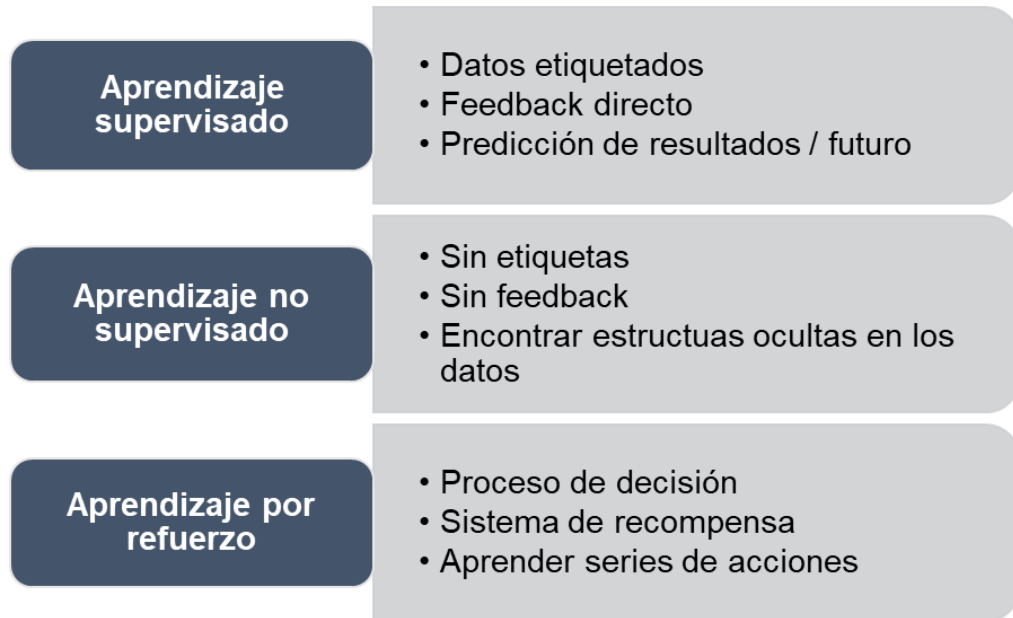 Aprendizaje
supervisado
• Datos etiquetados
• Feedback directo
• Predicción de resultados / futuro
Aprendizaje no
supervisado
• Sin etiquetas
• Sin feedback
• Encontrar estructuas ocultas en los
datos
Aprendizaje por
refuerzo
• Proceso de decisión
• Sistema de recompensa
• Aprender series de acciones